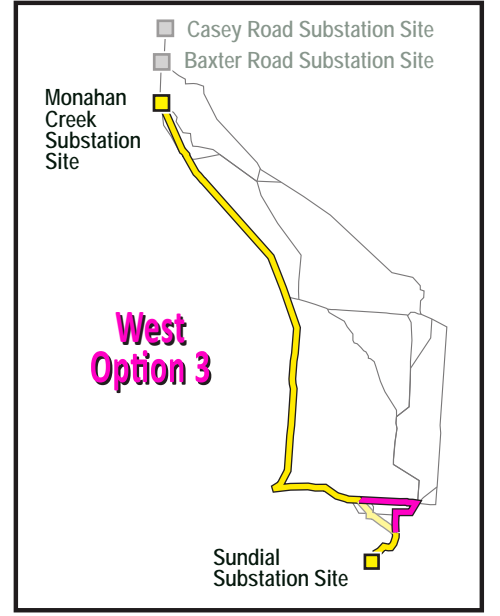 Casey Road Substation Site
Baxter Road Substation Site
Monahan
Creek
Substation
Site
West
Option 3
Sundial
Substation Site